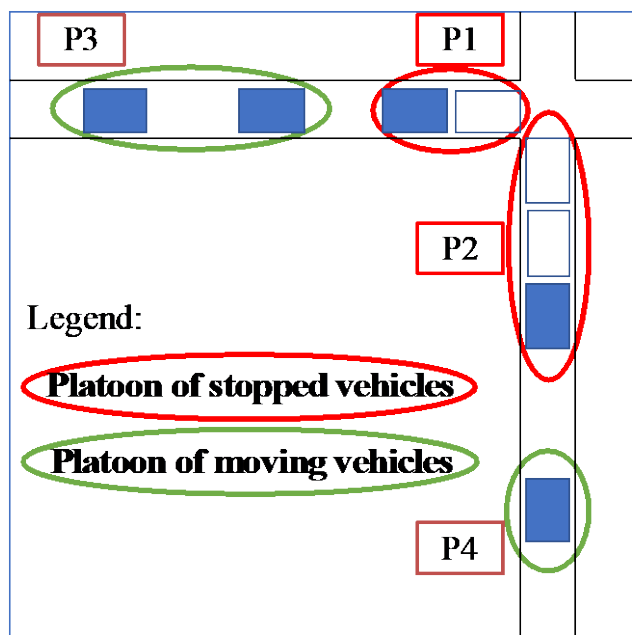 P3
P1
P2
Legend:
Platoon of stopped vehicles
Platoon of moving vehicles
P4